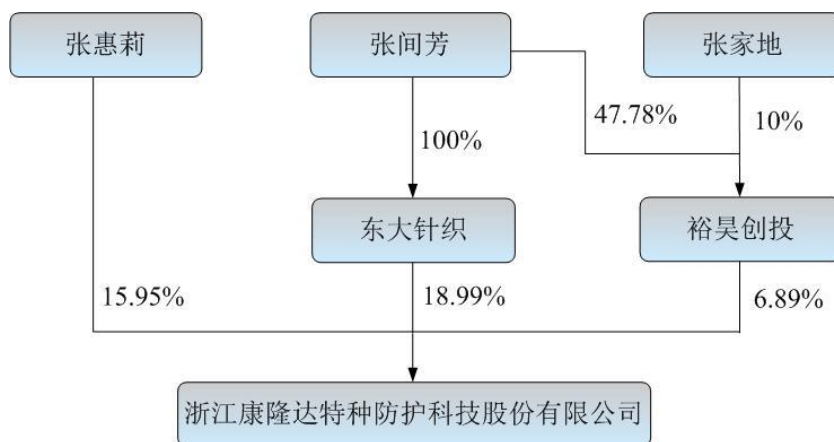 张惠莉
张间芳
张家地
47.78%
10%
100%
东大针织
裕昊创投
15.95%
18.99%
6.89%
浙江康隆达特种防护科技股份有限公司